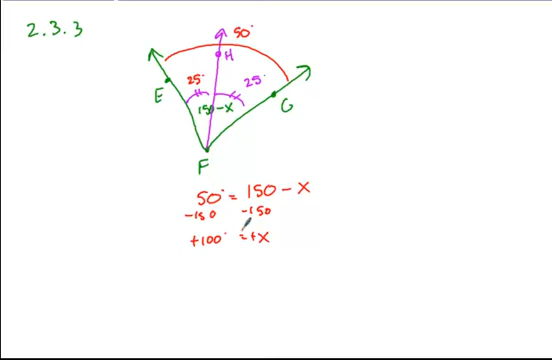 2.3.3
50°
H
25° 25°
E
150-X
G
F
50° = 150 - X
-150 -150
+100° = +X